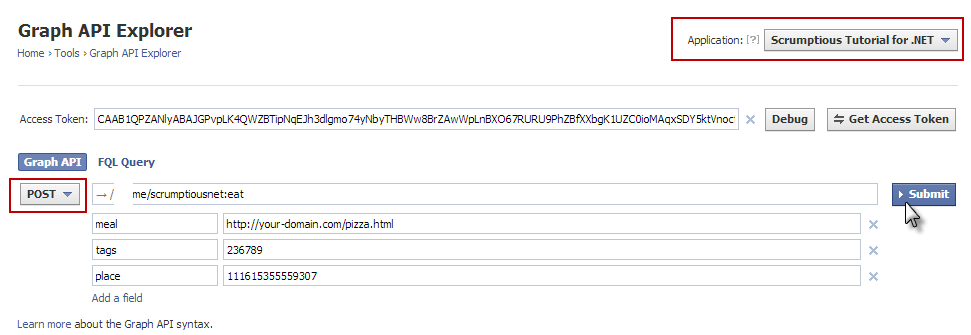 Graph API Explorer
Home › Tools › Graph API Explorer
Application: [?] Scrumptious Tutorial for .NET
Access Token: CAAB1QPZANlyABAJGPvpLK4QWZBTipNqEJh3dlgmo74yNbyTHBWw8BrZAwWpLnBXO67RURU9PhZBfXXbgK1UZC0ioMAqxSDY5ktVnoct × Debug Get Access Token
Graph API FQL Query
POST → / me/scrumptiousnet:eat Submit
meal http://your-domain.com/pizza.html ×
tags 236789 ×
place 111615355559307 ×
Add a field
Learn more about the Graph API syntax.